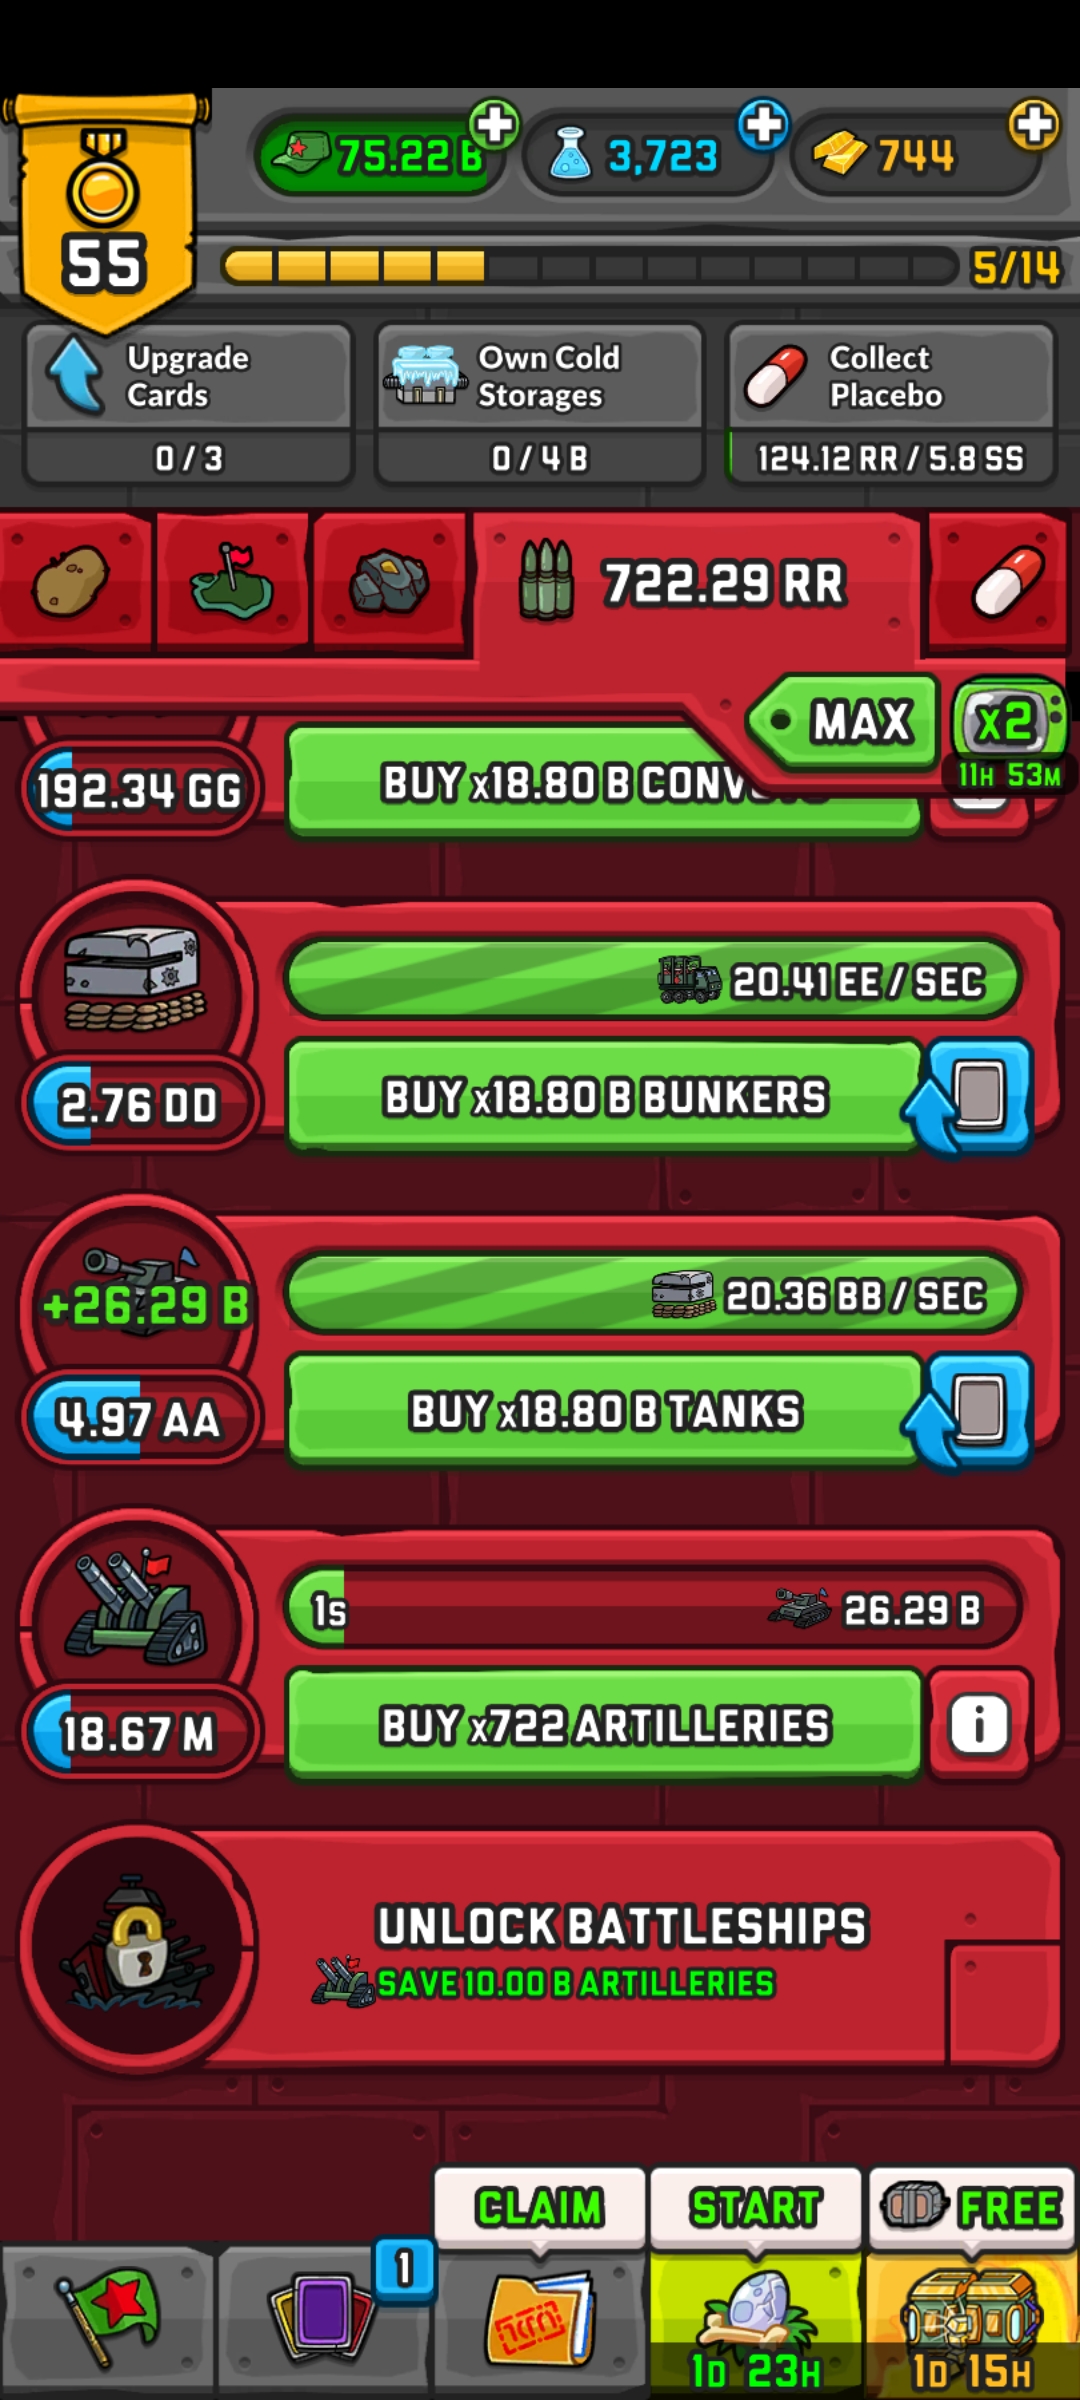 75.22 B
3,723
744
55
5/14
Upgrade
Cards
0 / 3
Own Cold
Storages
0 / 4 B
Collect
Placebo
124.12 RR / 5.8 SS
722.29 RR
MAX
x2
11H 53M
192.34 GG
BUY x18.80 B
20.41 EE / SEC
2.76 DD
BUY x18.80 B BUNKERS
+26.29 B
20.36 BB / SEC
4.97 AA
BUY x18.80 B TANKS
1s
26.29 B
18.67 M
BUY x722 ARTILLERIES
i
UNLOCK BATTLESHIPS
SAVE 10.00 B ARTILLERIES
CLAIM
START
FREE
1
1D 23H
1D 15H